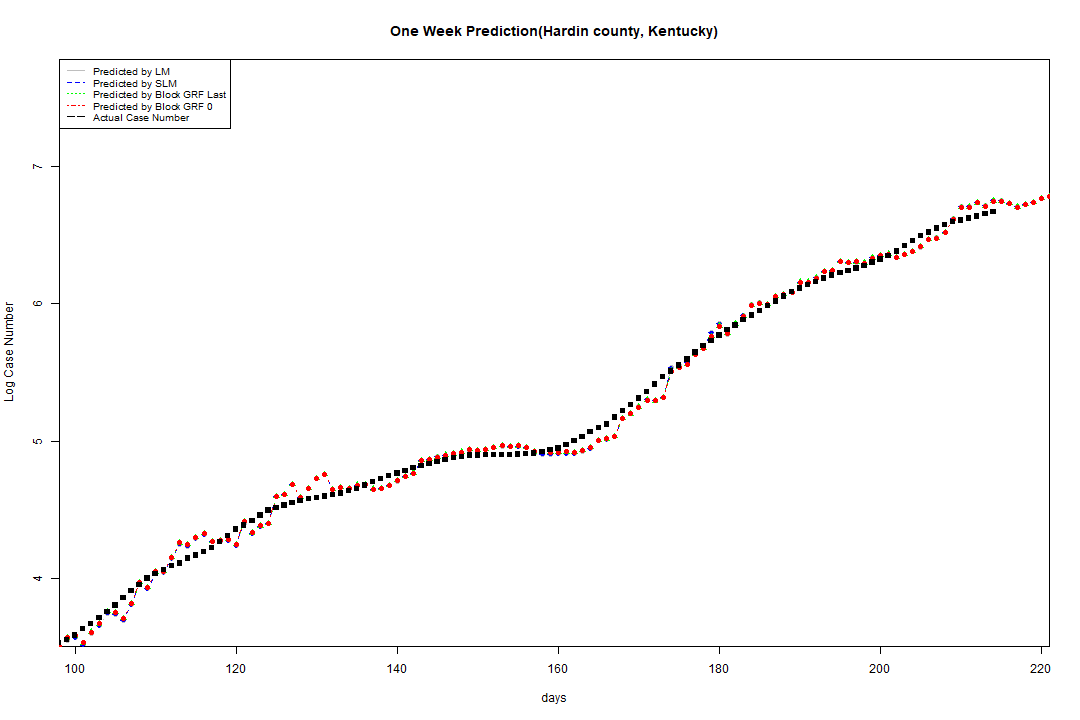 One Week Prediction(Hardin county, Kentucky)
Predicted by LM
Predicted by SLM
Predicted by Block GRF Last
Predicted by Block GRF 0
Actual Case Number
7
6
5
4
Log Case Number
100 120 140 160 180 200 220
days